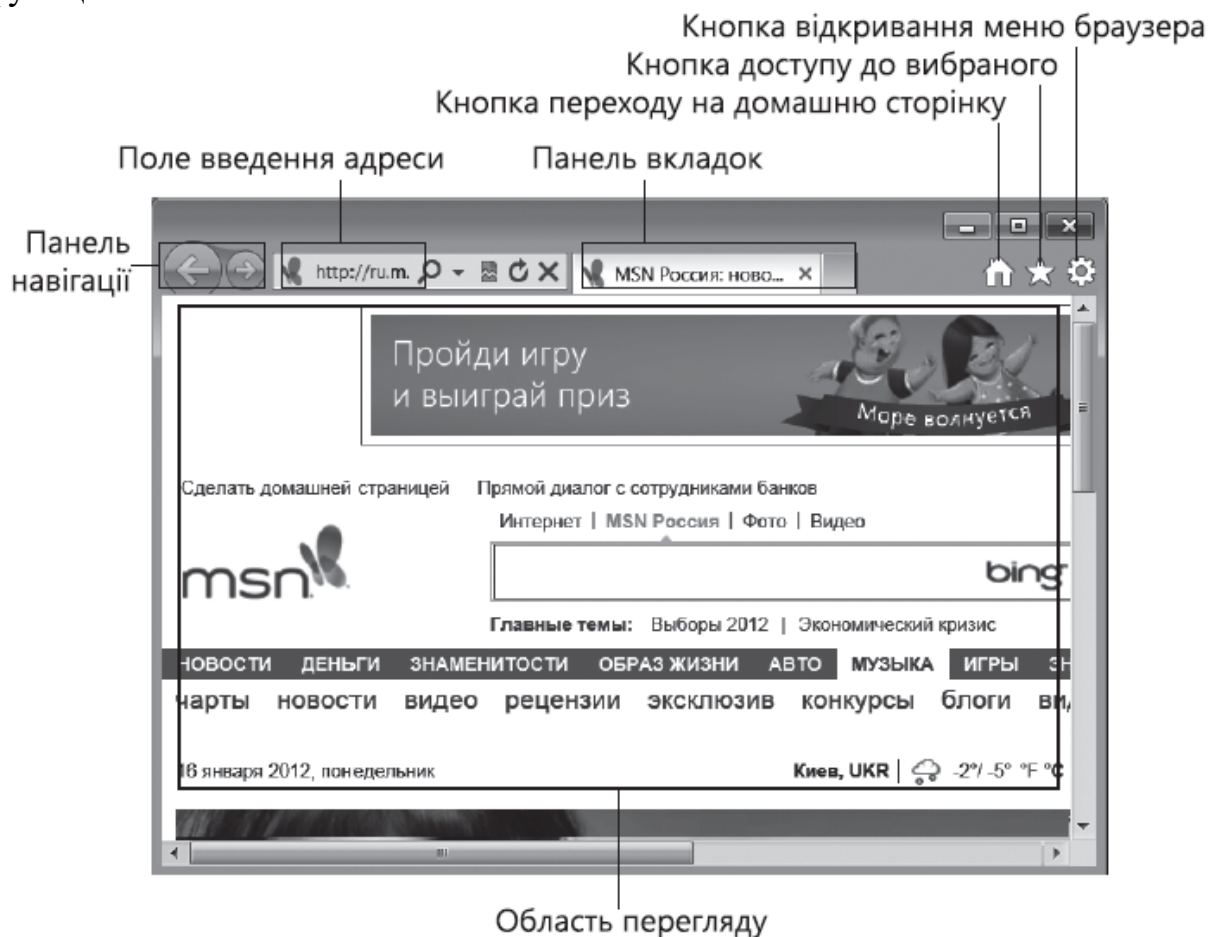 Кнопка відкривання меню браузера
Кнопка доступу до вибраного
Кнопка переходу на домашню сторінку
Поле введення адреси
Панель вкладок
Панель
навігації
http://ru.m.
MSN Россия: ново...
Пройди игру
и выиграй приз
Море волнуется
Сделать домашней страницей Прямой диалог с сотрудниками банков
Интернет | MSN Россия | Фото | Видео
msn
bing
Главные темы: Выборы 2012 | Экономический кризис
НОВОСТИ ДЕНЬГИ ЗНАМЕНИТОСТИ ОБРАЗ ЖИЗНИ АВТО МУЗЫКА ИГРЫ
чарты новости видео рецензии эксклюзив конкурсы блоги
16 января 2012, понедельник Киев, UKR | -2°/-5° °F °C
Область перегляду